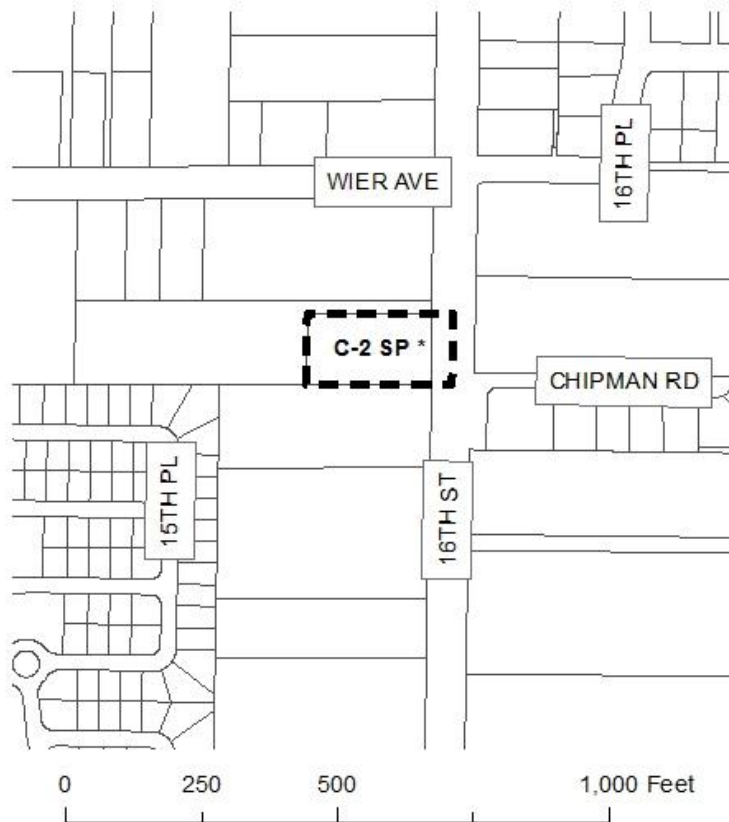 16TH PL
WIER AVE
C-2 SP *
CHIPMAN RD
15TH PL
16TH ST
0 250 500 1,000 Feet